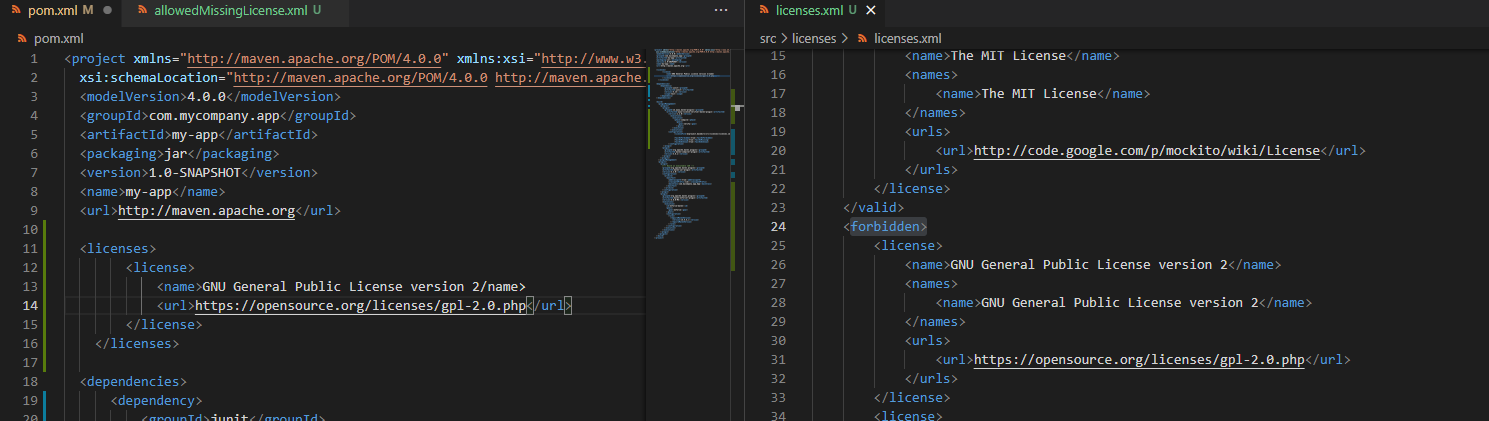 pom.xml M
allowedMissingLicense.xml U
...
pom.xml
1 <project xmlns="http://maven.apache.org/POM/4.0.0" xmlns:xsi="http://www.w3.
2 xsi:schemaLocation="http://maven.apache.org/POM/4.0.0 http://maven.apache.
3 <modelVersion>4.0.0</modelVersion>
4 <groupId>com.mycompany.app</groupId>
5 <artifactId>my-app</artifactId>
6 <packaging>jar</packaging>
7 <version>1.0-SNAPSHOT</version>
8 <name>my-app</name>
9 <url>http://maven.apache.org</url>
10
11 <licenses>
12 <license>
13 <name>GNU General Public License version 2/name>
14 <url>https://opensource.org/licenses/gpl-2.0.php</url>
15 </license>
16 </licenses>
17
18 <dependencies>
19 <dependency>
20 <groupId>junit</groupId>
licenses.xml U
src > licenses > licenses.xml
15 <name>The MIT License</name>
16 <names>
17 <name>The MIT License</name>
18 </names>
19 <urls>
20 <url>http://code.google.com/p/mockito/wiki/License</url>
21 </urls>
22 </license>
23 </valid>
24 <forbidden>
25 <license>
26 <name>GNU General Public License version 2</name>
27 <names>
28 <name>GNU General Public License version 2</name>
29 </names>
30 <urls>
31 <url>https://opensource.org/licenses/gpl-2.0.php</url>
32 </urls>
33 </license>
34 <license>